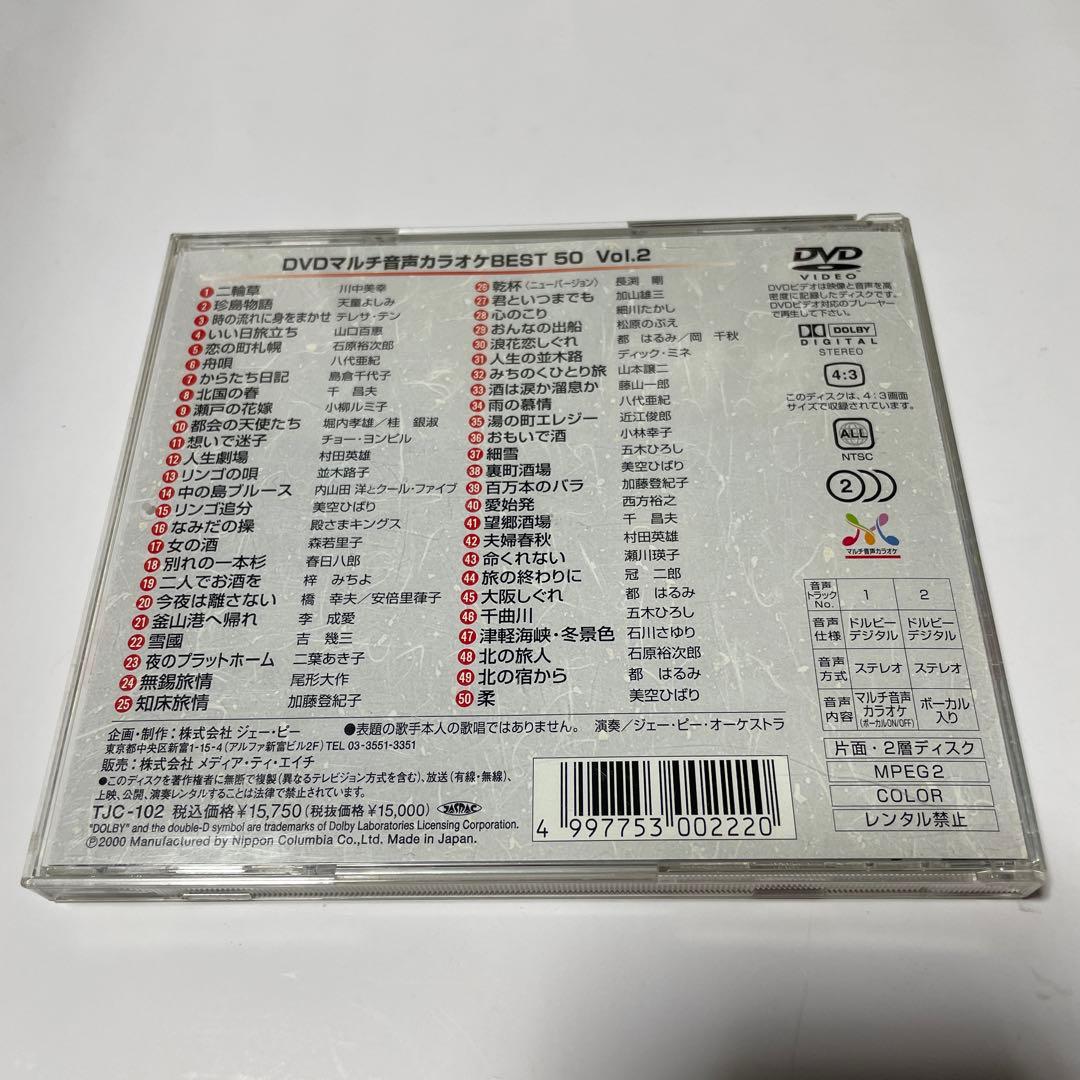 DVDマルチ音声カラオケBEST 50 Vol.2
1 二輪草 川中美幸
2 珍島物語 天童よしみ
3 時の流れに身をまかせ テレサ・テン
4 いい日旅立ち 山口百恵
5 恋の町札幌 石原裕次郎
6 舟唄 八代亜紀
7 からたち日記 島倉千代子
8 北国の春 千 昌夫
9 瀬戸の花嫁 小柳ルミ子
10 都会の天使たち 堀内孝雄/桂 銀淑
11 想いで迷子 チョー・ヨンピル
12 人生劇場 村田英雄
13 リンゴの唄 並木路子
14 中の島ブルース 内山田 洋とクール・ファイブ
15 リンゴ追分 美空ひばり
16 なみだの操 殿さまキングス
17 女の酒 森若里子
18 別れの一本杉 春日八郎
19 二人でお酒を 梓 みちよ
20 今夜は離さない 橋 幸夫/安倍里葎子
21 釜山港へ帰れ 李 成愛
22 雪國 吉 幾三
23 夜のプラットホーム 二葉あき子
24 無錫旅情 尾形大作
25 知床旅情 加藤登紀子
26 乾杯〈ニューバージョン〉 長渕 剛
27 君といつまでも 加山雄三
28 心のこり 細川たかし
29 おんなの出船 松原のぶえ
30 浪花恋しぐれ 都 はるみ/岡 千秋
31 人生の並木路 ディック・ミネ
32 みちのくひとり旅 山本譲二
33 酒は涙か溜息か 藤山一郎
34 雨の慕情 八代亜紀
35 湯の町エレジー 近江俊郎
36 おもいで酒 小林幸子
37 細雪 五木ひろし
38 裏町酒場 美空ひばり
39 百万本のバラ 加藤登紀子
40 愛始発 西方裕之
41 望郷酒場 千 昌夫
42 夫婦春秋 村田英雄
43 命くれない 瀬川瑛子
44 旅の終わりに 冠 二郎
45 大阪しぐれ 都 はるみ
46 千曲川 五木ひろし
47 津軽海峡・冬景色 石川さゆり
48 北の旅人 石原裕次郎
49 北の宿から 都 はるみ
50 柔 美空ひばり
DVD
VIDEO
DVDビデオは映像と音声を高
密度に記録したディスクです。
DVDビデオ対応のプレーヤー
で再生して下さい。
DOLBY
DIGITAL
STEREO
4:3
このディスクは、4:3画面
サイズで収録されています。
ALL
NTSC
2
マルチ音声カラオケ
音声トラックNo. 1 2
音声仕様 ドルビーデジタル ドルビーデジタル
音声方式 ステレオ ステレオ
音声内容 マルチ音声カラオケ(ボーカルON/OFF) ボーカル入り
片面・2層ディスク
MPEG2
COLOR
レンタル禁止
企画・制作:株式会社 ジェー・ピー
●表題の歌手本人の歌唱ではありません。 演奏/ジェー・ピー・オーケストラ
東京都中央区新富1-15-4(アルファ新富ビル2F) TEL 03-3551-3351
販売:株式会社 メディア・ティ・エイチ
●このディスクを著作権者に無断で複製(異なるテレビジョン方式を含む)、放送(有線・無線)、
上映、公開、演奏レンタルすることは法律で禁止されています。
TJC-102 税込価格¥15,750(税抜価格¥15,000) JASRAC
"DOLBY" and the double-D symbol are trademarks of Dolby Laboratories Licensing Corporation.
Ⓟ2000 Manufactured by Nippon Columbia Co.,Ltd. Made in Japan.
4 997753 002220